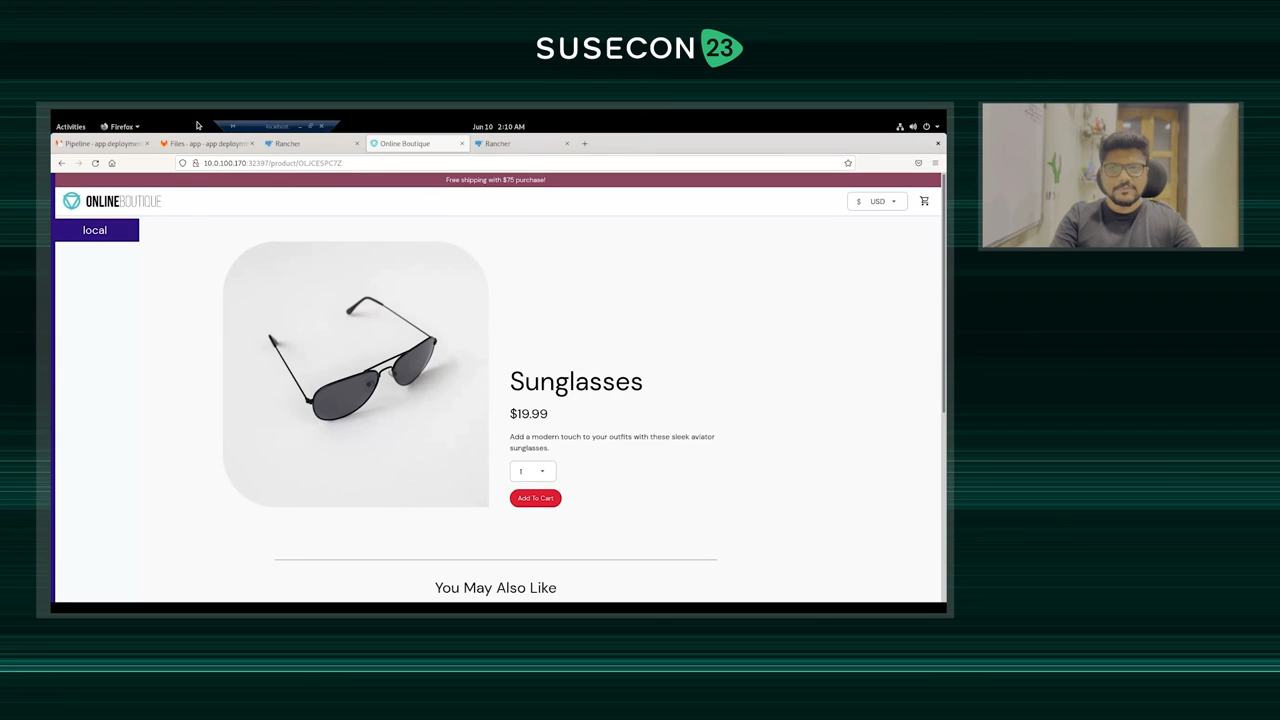 SUSECON 23
Activities
Firefox
Jun 10 2:10 AM
Pipeline - app deployment
Files - app - app deploym
Rancher
Online Boutique
Rancher
10.0.100.170:32397/product/OLJCESPC7Z
Free shipping with $75 purchase!
ONLINEBOUTIQUE
$ USD
local
Sunglasses
$19.99
Add a modern touch to your outfits with these sleek aviator
sunglasses.
1
Add To Cart
You May Also Like